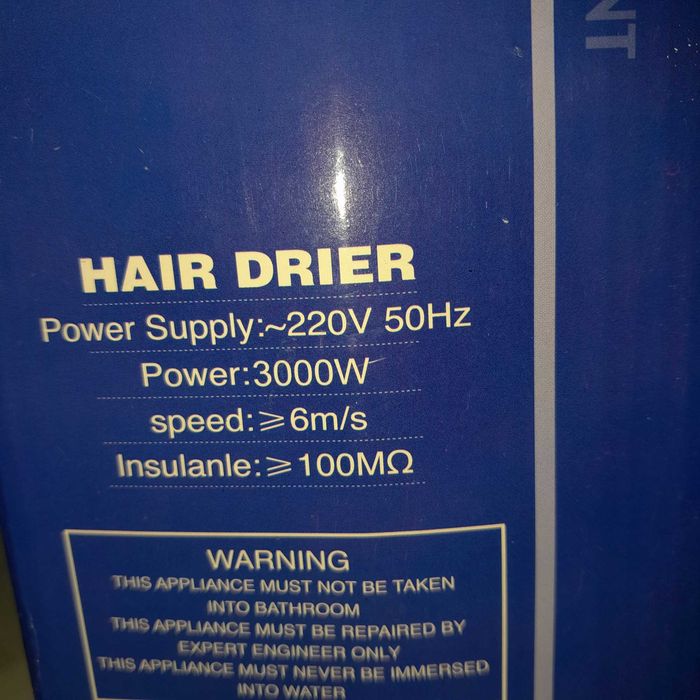 NT
HAIR DRIER
Power Supply:~220V 50Hz
Power:3000W
speed:≥6m/s
Insulanle:≥100MΩ
WARNING
THIS APPLIANCE MUST NOT BE TAKEN
INTO BATHROOM
THIS APPLIANCE MUST BE REPAIRED BY
EXPERT ENGINEER ONLY
THIS APPLIANCE MUST NEVER BE IMMERSED
INTO WATER